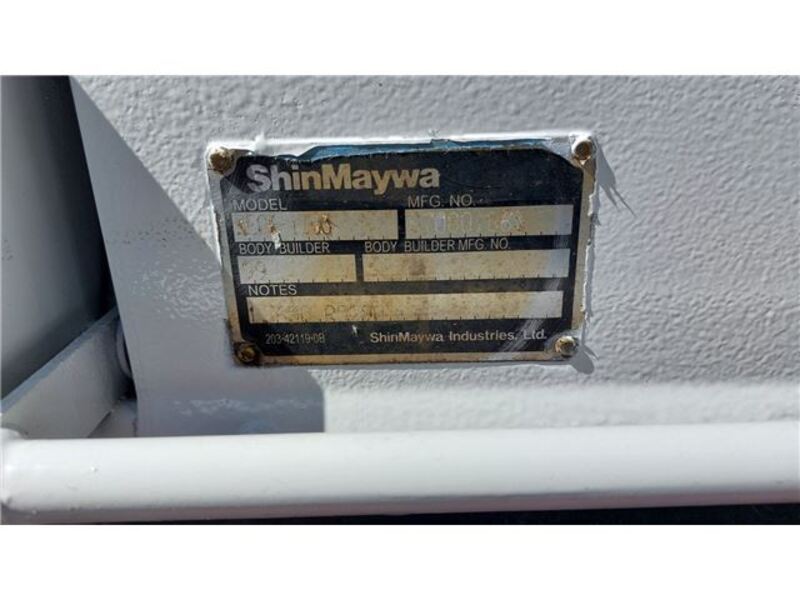 ShinMaywa
MODEL MFG. NO.
BODY BUILDER BODY BUILDER MFG. NO.
NOTES
203-42119-0B ShinMaywa Industries, Ltd.